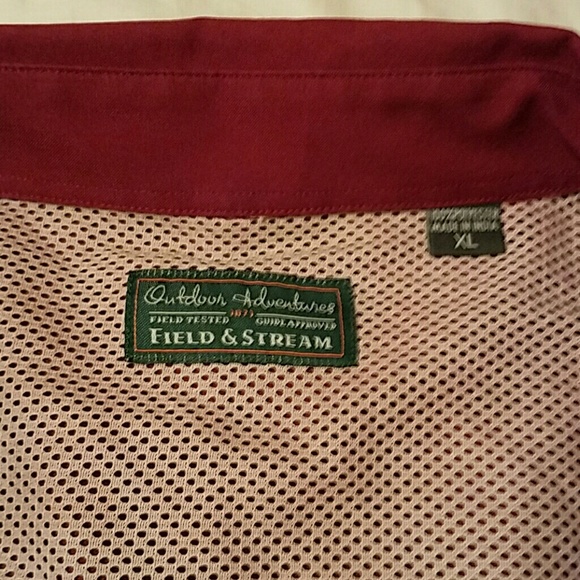 Outdoor Adventures
1871
FIELD TESTED GUIDE APPROVED
FIELD & STREAM
MADE IN INDIA
XL